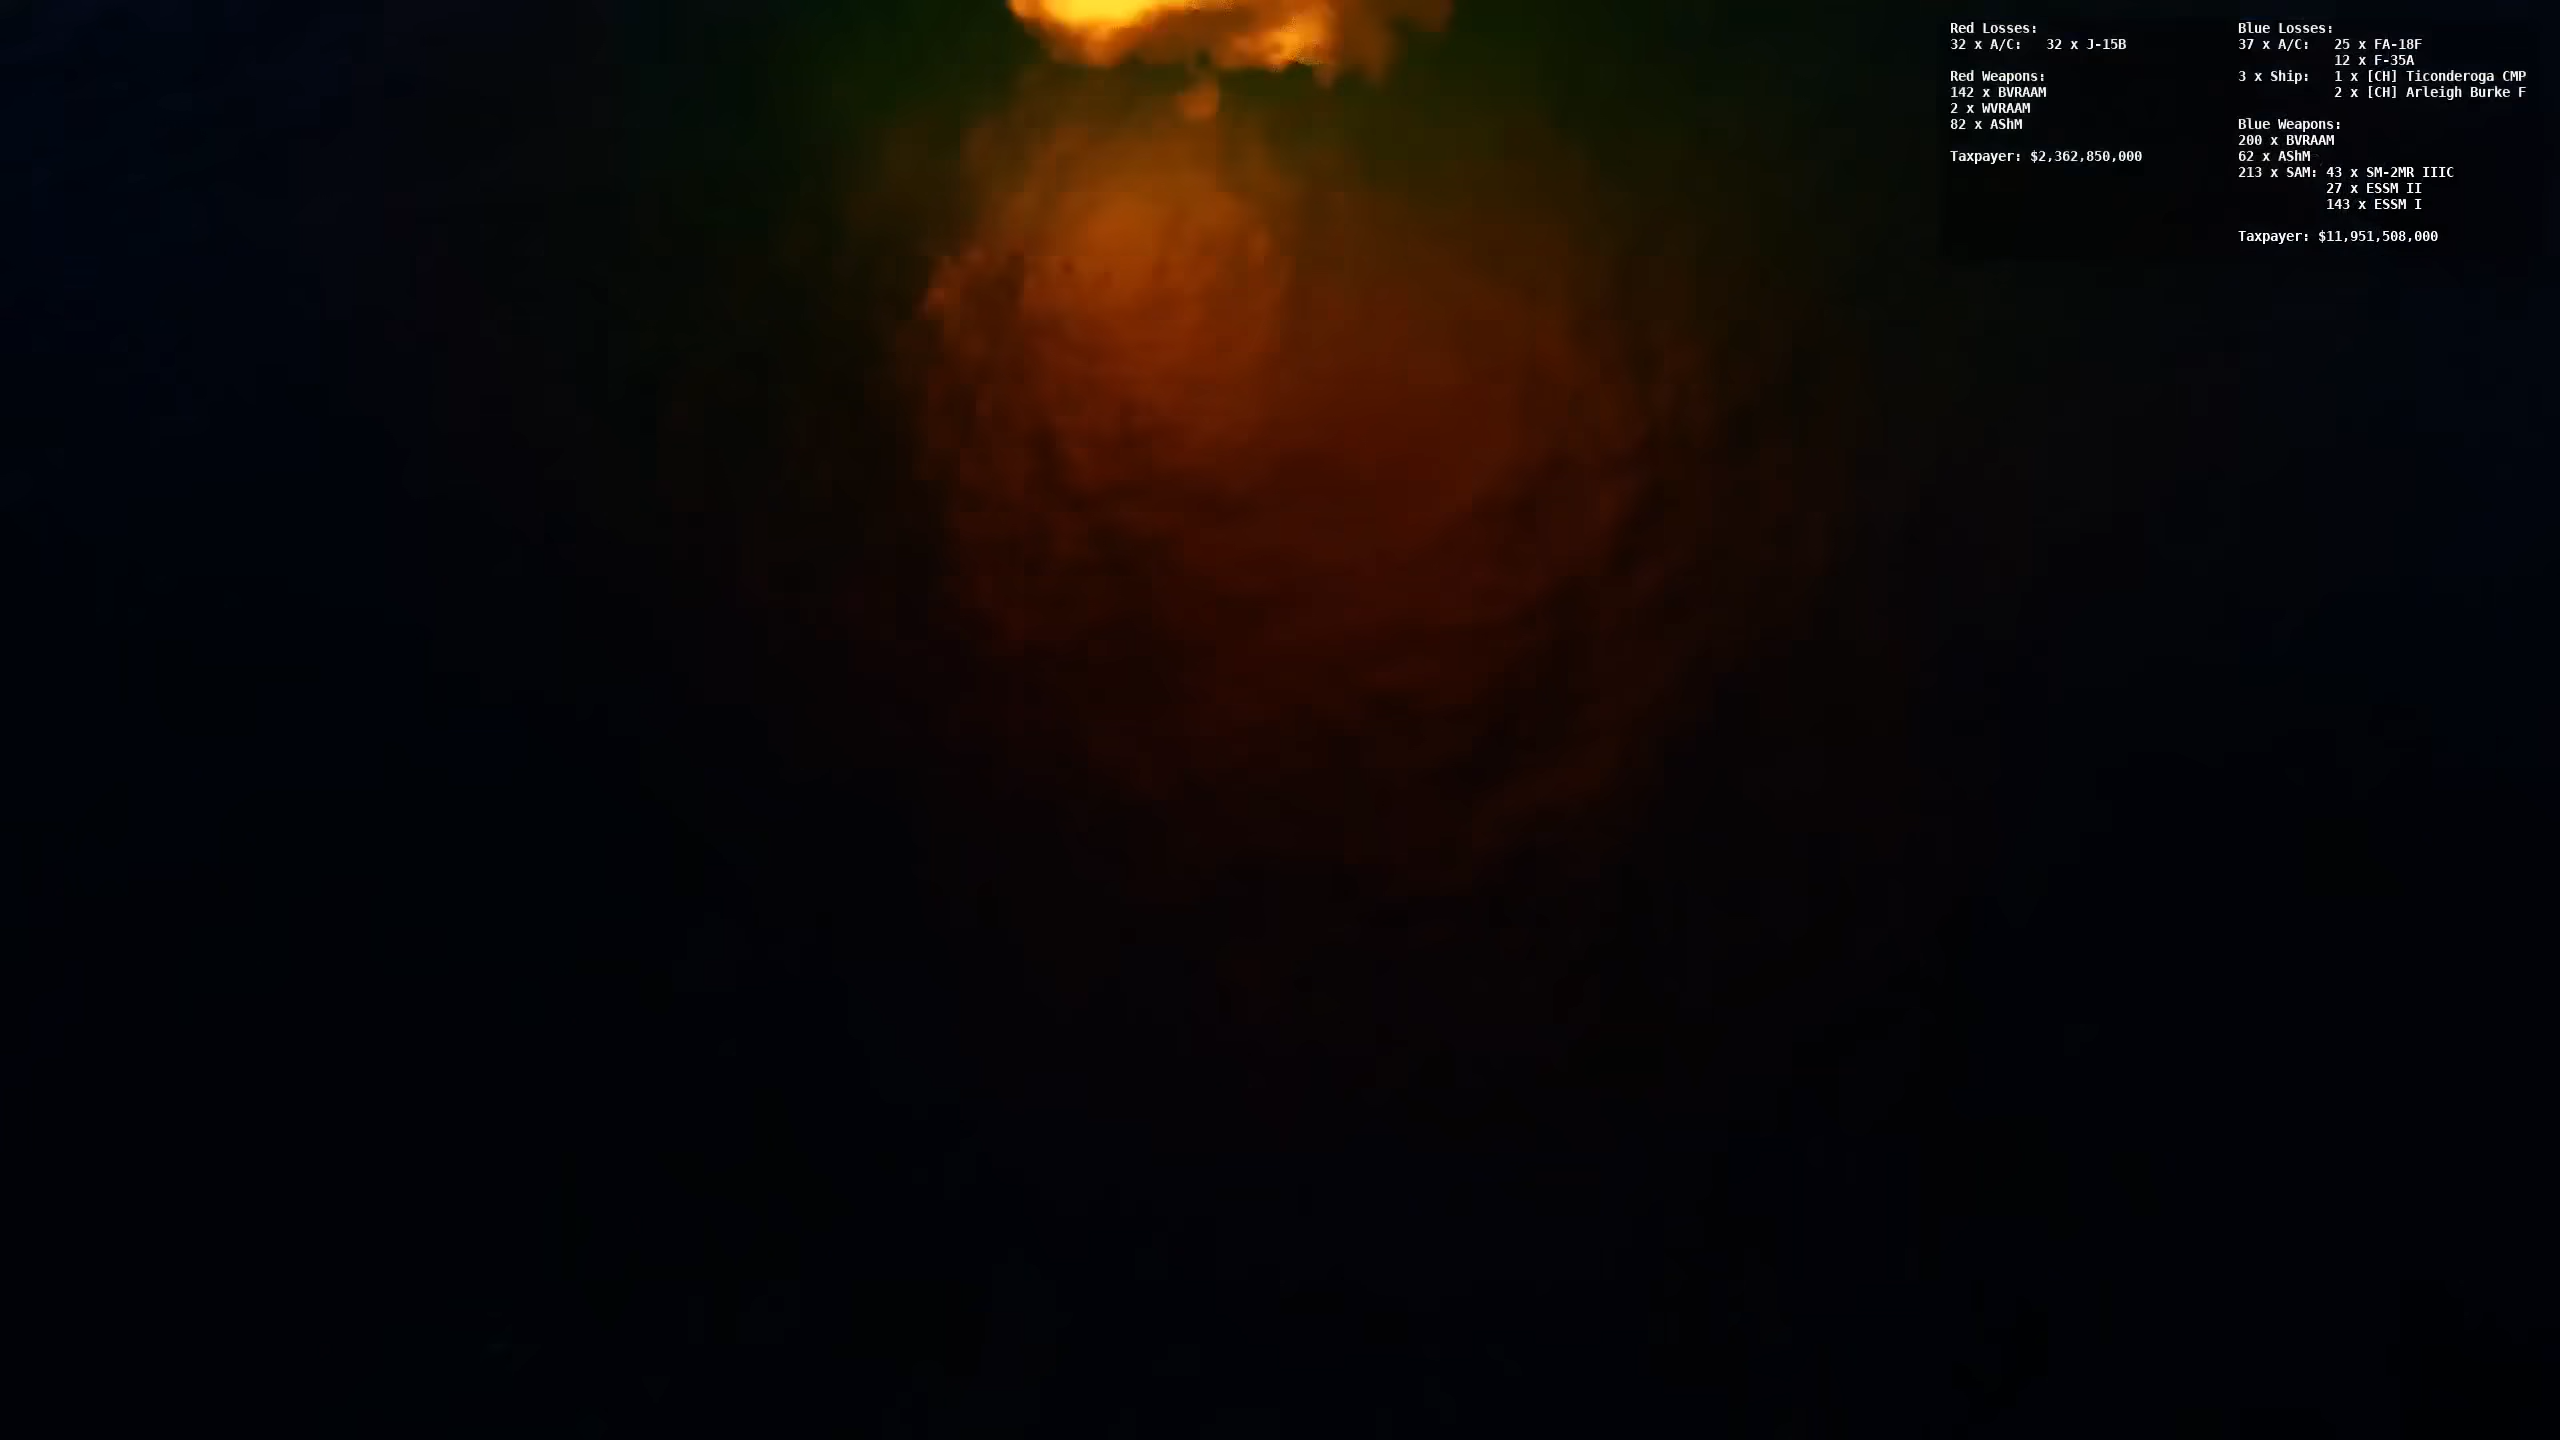 Red Losses:
32 x A/C:   32 x J-15B
Red Weapons:
142 x BVRAAM
2 x WVRAAM
82 x AShM
Taxpayer: $2,362,850,000
Blue Losses:
37 x A/C:   25 x FA-18F
12 x F-35A
3 x Ship:   1 x [CH] Ticonderoga CMP
2 x [CH] Arleigh Burke F
Blue Weapons:
200 x BVRAAM
62 x AShM
213 x SAM: 43 x SM-2MR IIIC
27 x ESSM II
143 x ESSM I
Taxpayer: $11,951,508,000